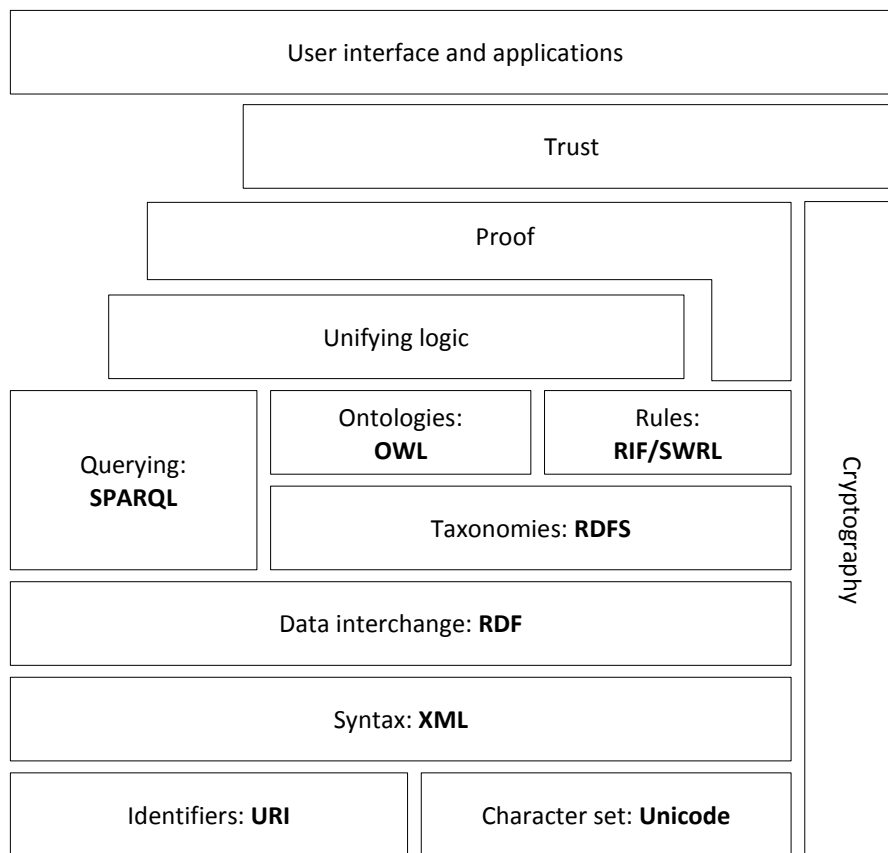 User interface and applications
Trust
Proof
Unifying logic
Querying:
SPARQL
Ontologies:
OWL
Rules:
RIF/SWRL
Taxonomies: RDFS
Cryptography
Data interchange: RDF
Syntax: XML
Identifiers: URI
Character set: Unicode